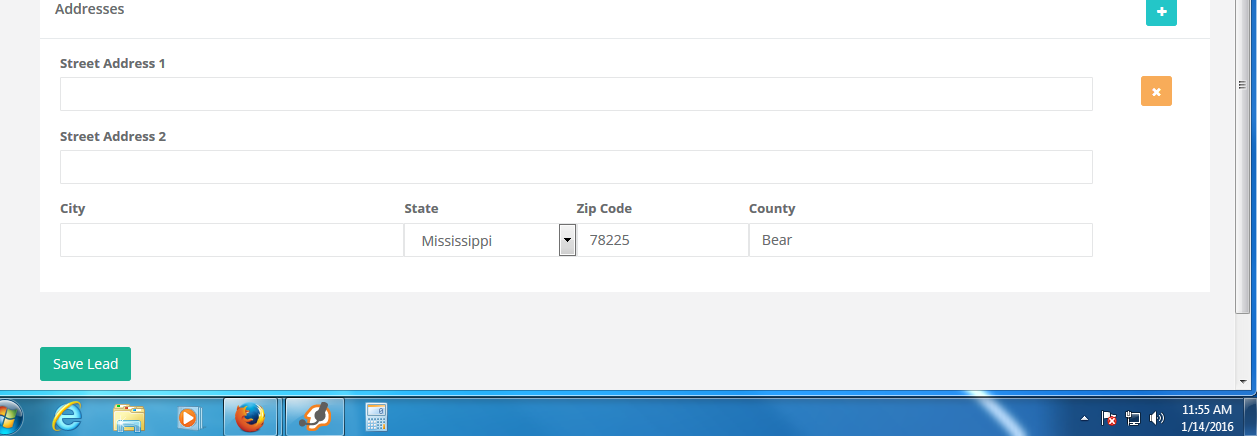 Addresses
Street Address 1
Street Address 2
City State Zip Code County
Mississippi 78225 Bear
Save Lead
11:55 AM
1/14/2016